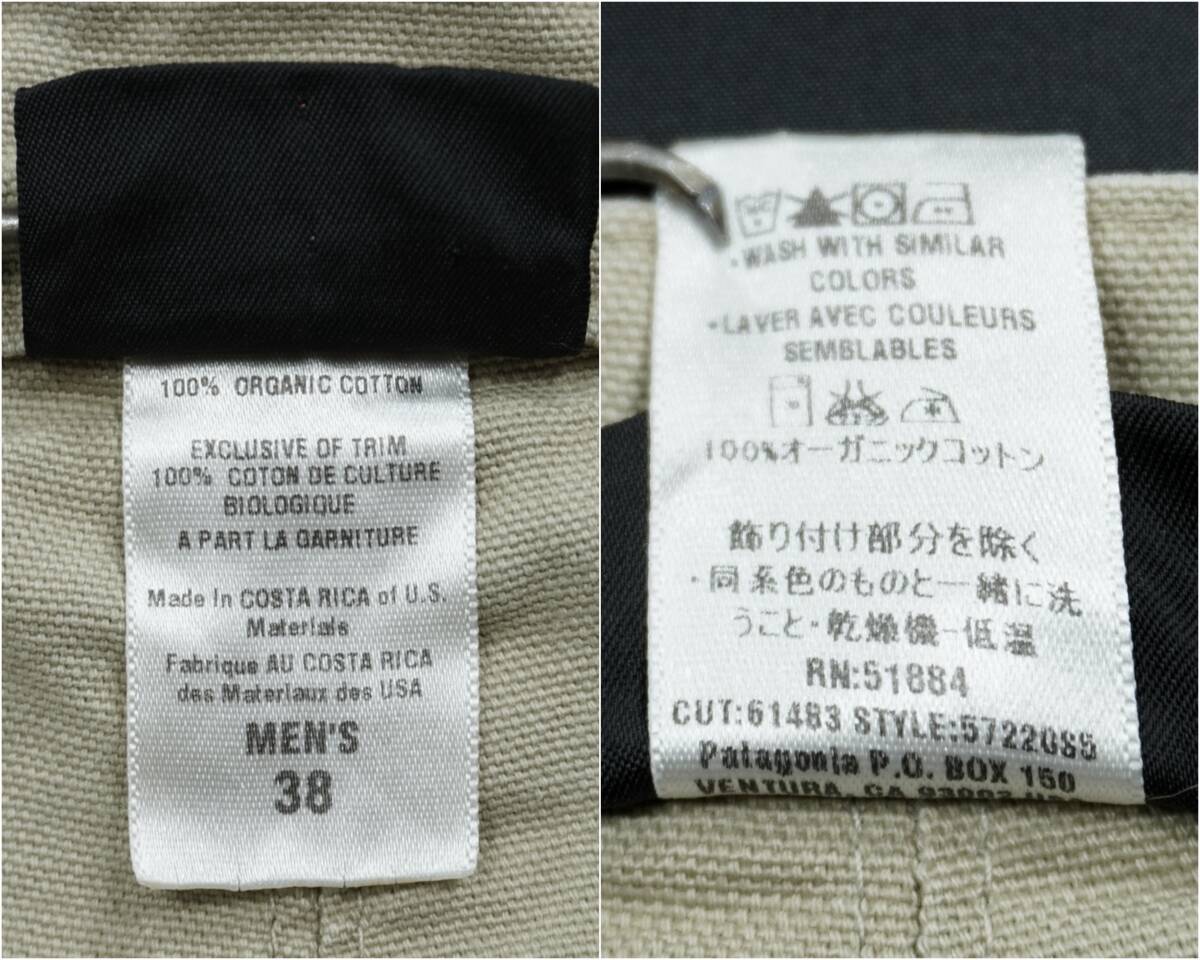 100% ORGANIC COTTON
EXCLUSIVE OF TRIM
100% COTON DE CULTURE
BIOLOGIQUE
A PART LA GARNITURE
Made In COSTA RICA of U.S.
Materials
Fabrique AU COSTA RICA
des Materiaux des USA
MEN'S
38
·WASH WITH SIMILAR
COLORS
·LAVER AVEC COULEURS
SEMBLABLES
100%オーガニックコットン
飾り付け部分を除く
·同系色のものと一緒に洗
うこと·乾燥機-低温
RN:51884
CUT:61483 STYLE:57220S5
Patagonia P.O. BOX 150
VENTURA, CA